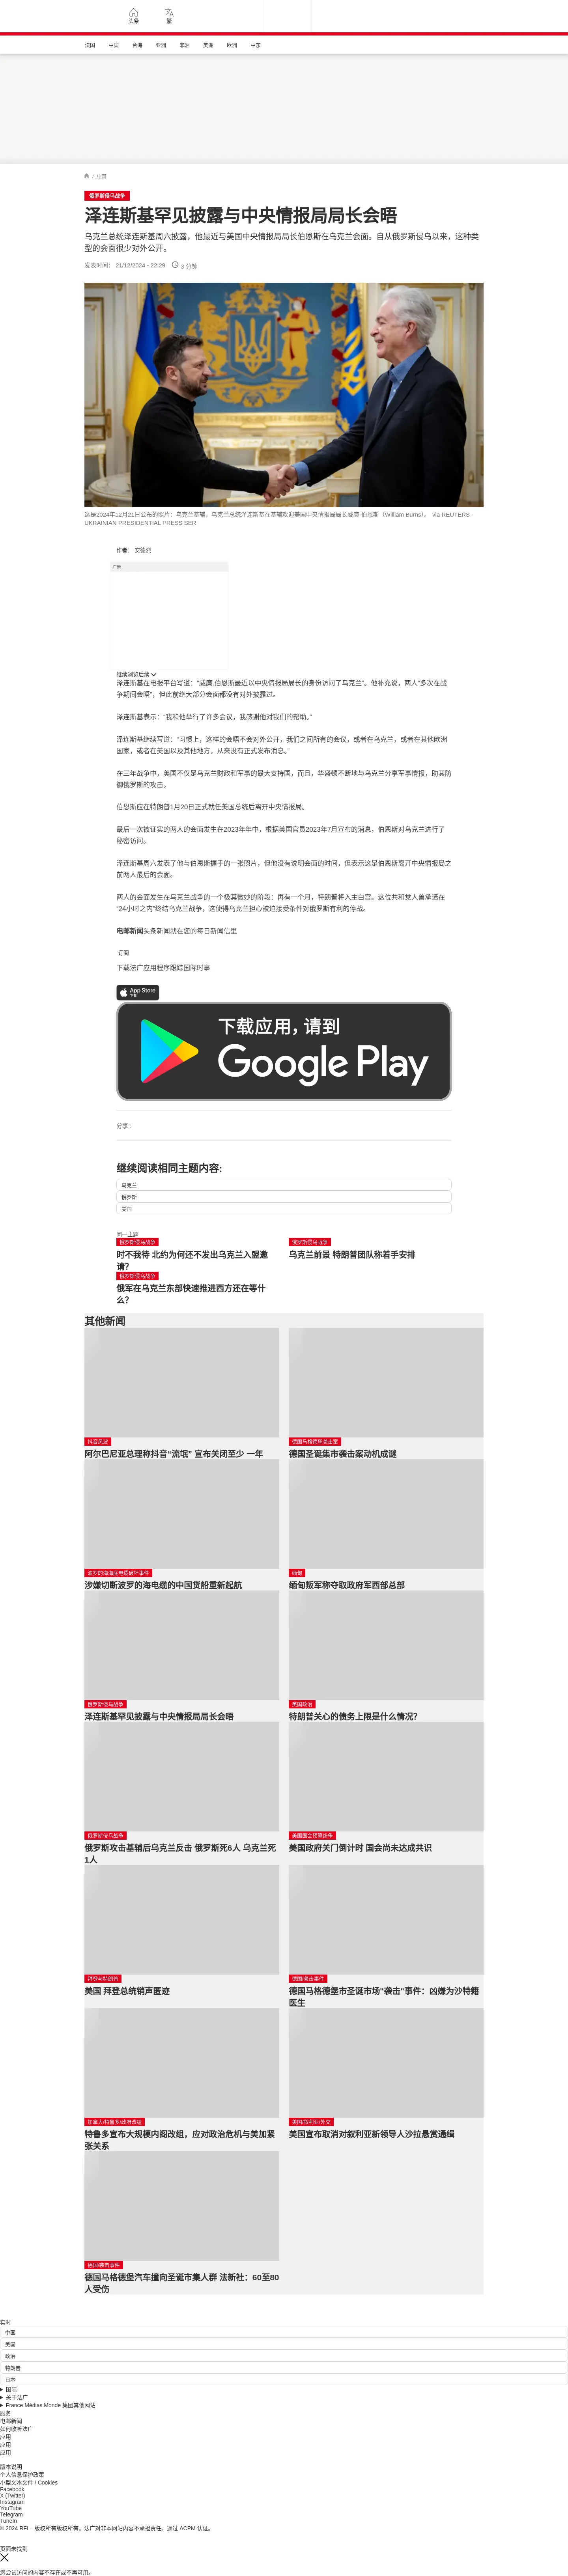 头条
繁
法国
中国
台海
亚洲
非洲
美洲
欧洲
中东
/ 中国
俄罗斯侵乌战争
泽连斯基罕见披露与中央情报局局长会晤
乌克兰总统泽连斯基周六披露，他最近与美国中央情报局局长伯恩斯在乌克兰会面。自从俄罗斯侵乌以来，这种类
型的会面很少对外公开。
发表时间： 21/12/2024 - 22:29
3 分钟
这是2024年12月21日公布的照片：乌克兰基辅，乌克兰总统泽连斯基在基辅欢迎美国中央情报局局长威廉·伯恩斯（William Burns）。 via REUTERS -
UKRAINIAN PRESIDENTIAL PRESS SER
作者： 安德烈
广告
继续浏览后续
泽连斯基在电报平台写道：“威廉.伯恩斯最近以中央情报局局长的身份访问了乌克兰”。他补充说，两人“多次在战
争期间会晤”，但此前绝大部分会面都没有对外披露过。
泽连斯基表示：“我和他举行了许多会议，我感谢他对我们的帮助。”
泽连斯基继续写道：“习惯上，这样的会晤不会对外公开，我们之间所有的会议，或者在乌克兰，或者在其他欧洲
国家，或者在美国以及其他地方，从来没有正式发布消息。”
在三年战争中，美国不仅是乌克兰财政和军事的最大支持国，而且，华盛顿不断地与乌克兰分享军事情报，助其防
御俄罗斯的攻击。
伯恩斯应在特朗普1月20日正式就任美国总统后离开中央情报局。
最后一次被证实的两人的会面发生在2023年年中，根据美国官员2023年7月宣布的消息，伯恩斯对乌克兰进行了
秘密访问。
泽连斯基周六发表了他与伯恩斯握手的一张照片，但他没有说明会面的时间，但表示这是伯恩斯离开中央情报局之
前两人最后的会面。
两人的会面发生在乌克兰战争的一个极其微妙的阶段：再有一个月，特朗普将入主白宫。这位共和党人曾承诺在
“24小时之内”终结乌克兰战争，这使得乌克兰担心被迫接受条件对俄罗斯有利的停战。
电邮新闻头条新闻就在您的每日新闻信里
订阅
下载法广应用程序跟踪国际时事
App Store
下载
下载应用，请到
Google Play
分享 :
继续阅读相同主题内容:
乌克兰
俄罗斯
美国
同一主题
俄罗斯侵乌战争
时不我待 北约为何还不发出乌克兰入盟邀
请?
俄罗斯侵乌战争
乌克兰前景 特朗普团队称着手安排
俄罗斯侵乌战争
俄军在乌克兰东部快速推进西方还在等什
么?
其他新闻
抖音风波
阿尔巴尼亚总理称抖音“流氓” 宣布关闭至少 一年
德国马格德堡袭击案
德国圣诞集市袭击案动机成谜
波罗的海海底电缆破坏事件
涉嫌切断波罗的海电缆的中国货船重新起航
缅甸
缅甸叛军称夺取政府军西部总部
俄罗斯侵乌战争
泽连斯基罕见披露与中央情报局局长会晤
美国政治
特朗普关心的债务上限是什么情况?
俄罗斯侵乌战争
俄罗斯攻击基辅后乌克兰反击 俄罗斯死6人 乌克兰死
1人
美国国会预算纷争
美国政府关门倒计时 国会尚未达成共识
拜登与特朗普
美国 拜登总统销声匿迹
德国/袭击事件
德国马格德堡市圣诞市场“袭击”事件：凶嫌为沙特籍
医生
加拿大/特鲁多/政府改组
特鲁多宣布大规模内阁改组，应对政治危机与美加紧
张关系
美国/叙利亚/外交
美国宣布取消对叙利亚新领导人沙拉悬赏通缉
德国/袭击事件
德国马格德堡汽车撞向圣诞市集人群 法新社：60至80
人受伤
实时
中国
美国
政治
特朗普
日本
国际
关于法广
France Médias Monde 集团其他网站
服务
电邮新闻
如何收听法广
应用
应用
应用
版本说明
个人信息保护政策
小型文本文件 / Cookies
Facebook
X (Twitter)
Instagram
YouTube
Telegram
TuneIn
© 2024 RFI – 版权所有版权所有。法广对非本网站内容不承担责任。通过 ACPM 认证。
页面未找到
您尝试访问的内容不存在或不再可用。